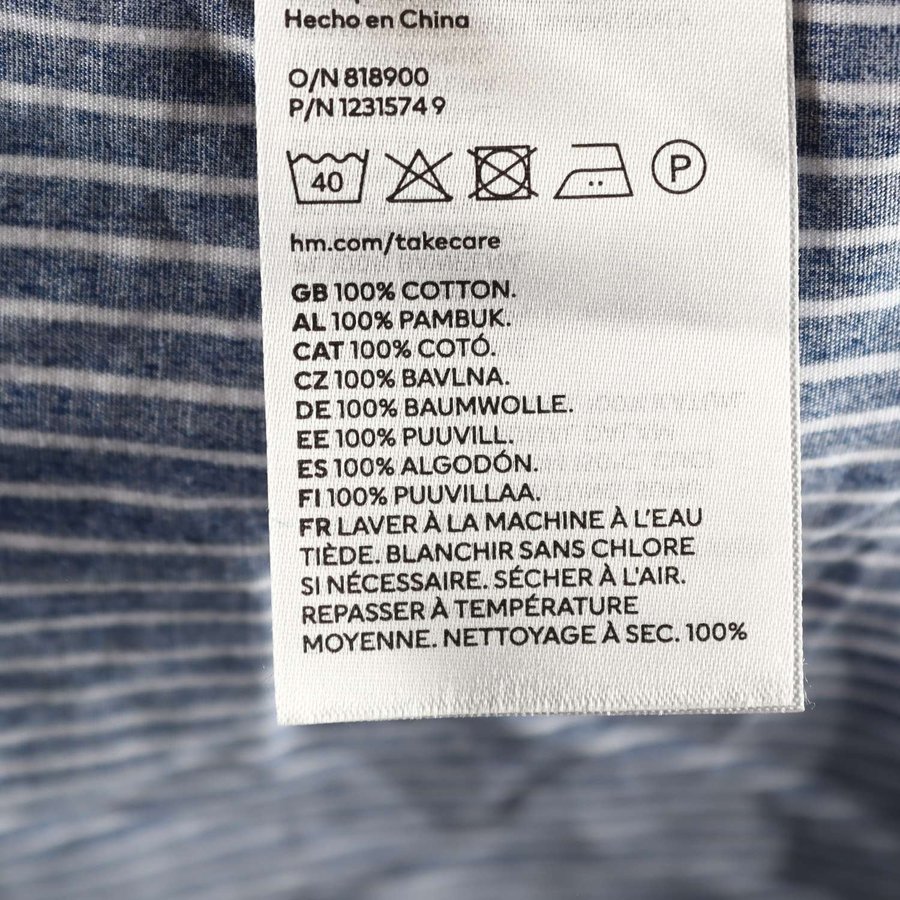 Hecho en China
O/N 818900
P/N 12315749
40 P
hm.com/takecare
GB 100% COTTON.
AL 100% PAMBUK.
CAT 100% COTÓ.
CZ 100% BAVLNA.
DE 100% BAUMWOLLE.
EE 100% PUUVILL.
ES 100% ALGODÓN.
FI 100% PUUVILLAA.
FR LAVER À LA MACHINE À L'EAU
TIÈDE. BLANCHIR SANS CHLORE
SI NÉCESSAIRE. SÉCHER À L'AIR.
REPASSER À TEMPÉRATURE
MOYENNE. NETTOYAGE À SEC. 100%